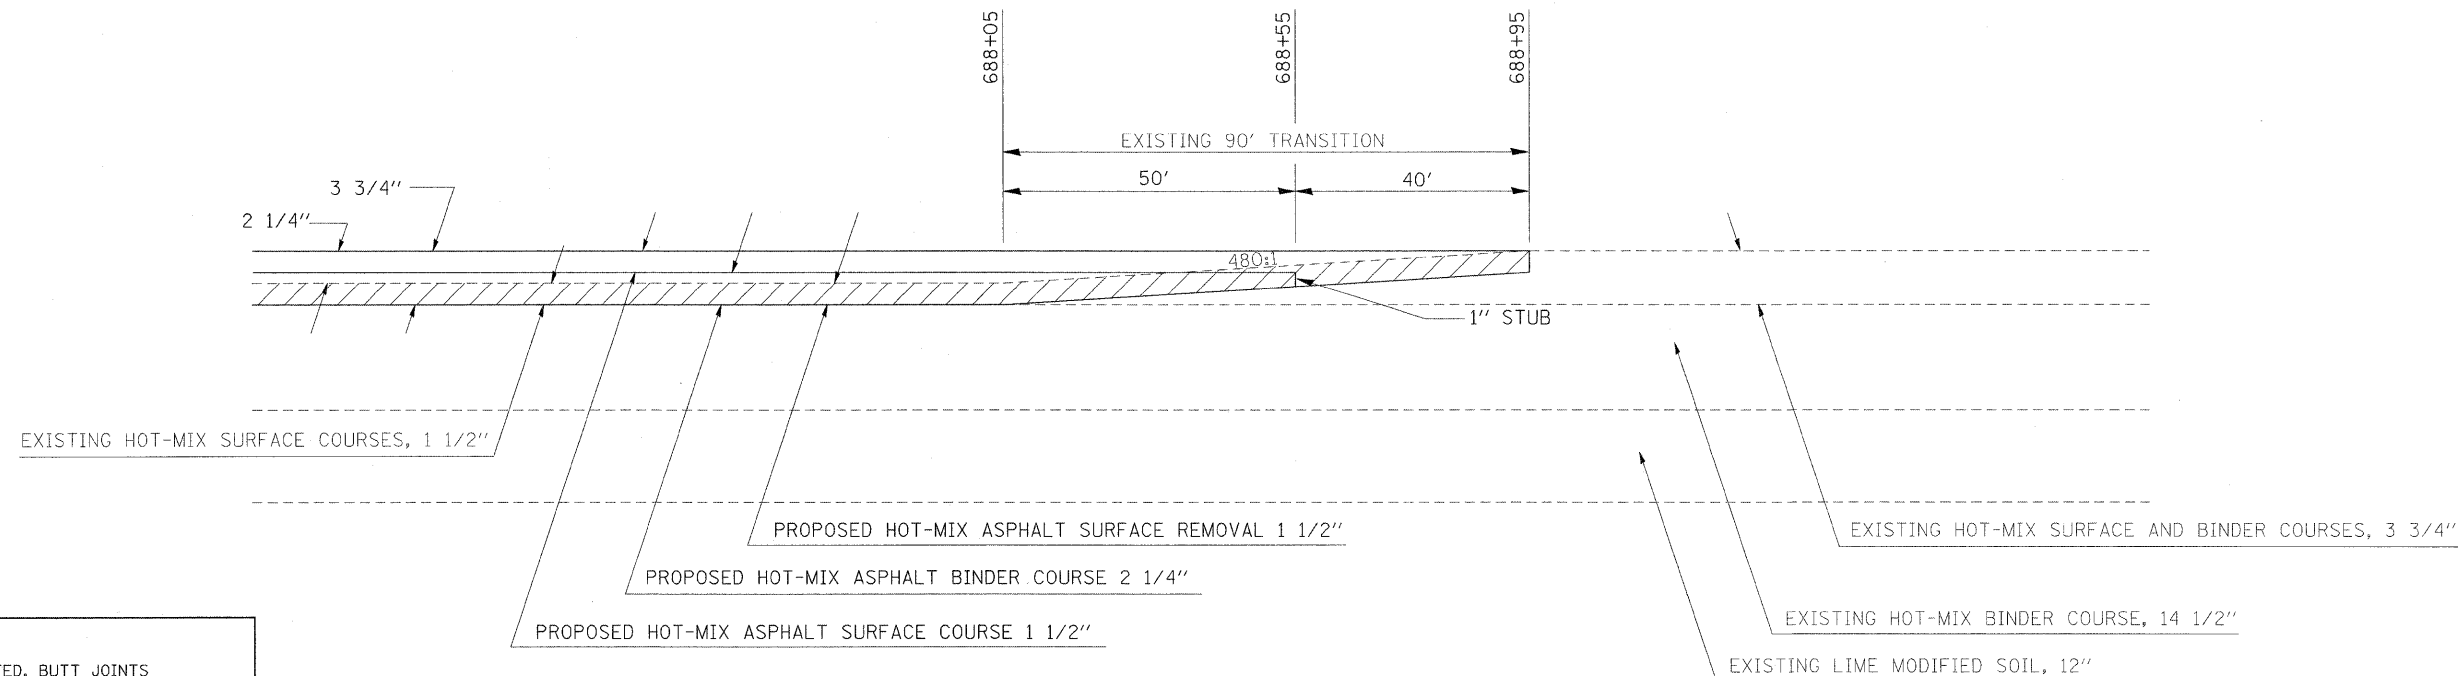 688+05
688+55
688+95
EXISTING 90' TRANSITION
50'
40'
3 3/4"
2 1/4"
480:1
1" STUB
EXISTING HOT-MIX SURFACE COURSES, 1 1/2"
PROPOSED HOT-MIX ASPHALT SURFACE REMOVAL 1 1/2"
EXISTING HOT-MIX SURFACE AND BINDER COURSES, 3 3/4"
PROPOSED HOT-MIX ASPHALT BINDER COURSE 2 1/4"
EXISTING HOT-MIX BINDER COURSE, 14 1/2"
PROPOSED HOT-MIX ASPHALT SURFACE COURSE 1 1/2"
EXISTING LIME MODIFIED SOIL, 12"
BUTT JOINTS